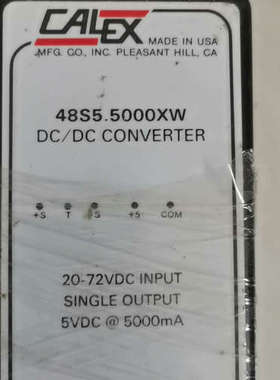 CALEX
MADE IN USA
MFG. CO., INC. PLEASANT HILL, CA
48S5.5000XW
DC/DC CONVERTER
+S T -S +5 COM
20-72VDC INPUT
SINGLE OUTPUT
5VDC @ 5000mA